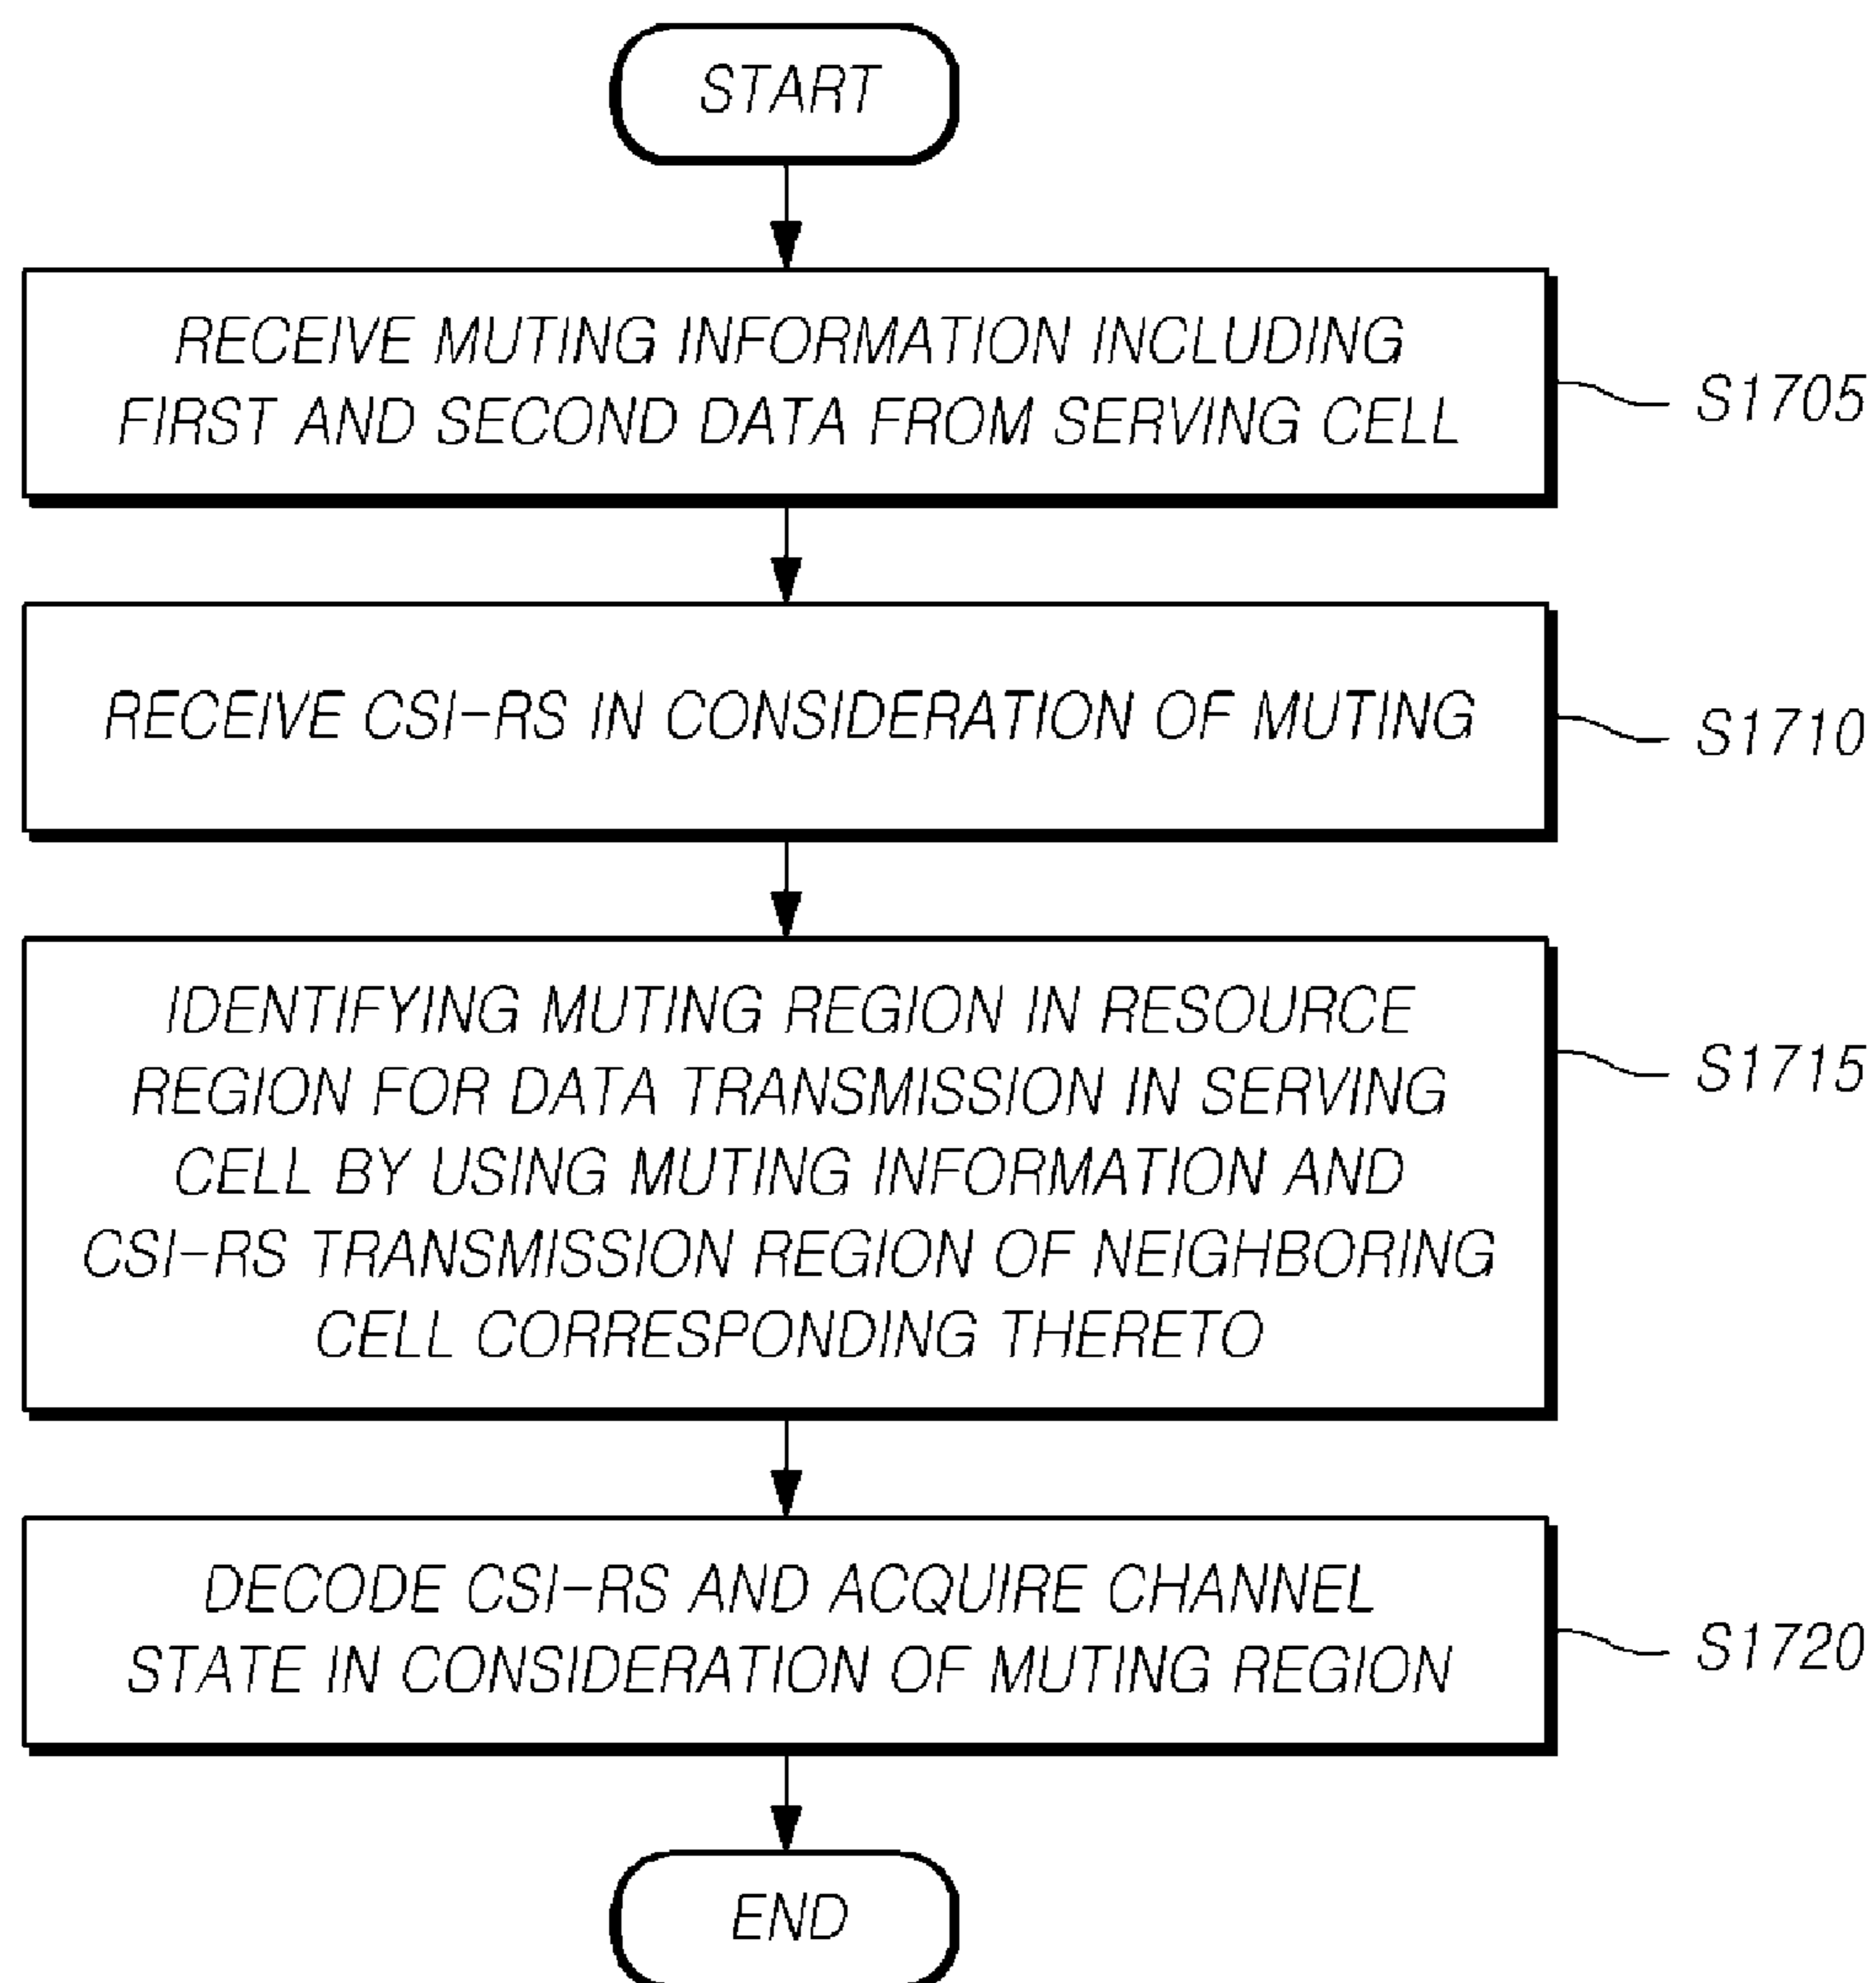 START
RECEIVE MUTING INFORMATION INCLUDING
FIRST AND SECOND DATA FROM SERVING CELL
S1705
RECEIVE CSI-RS IN CONSIDERATION OF MUTING
S1710
IDENTIFYING MUTING REGION IN RESOURCE
REGION FOR DATA TRANSMISSION IN SERVING
CELL BY USING MUTING INFORMATION AND
CSI-RS TRANSMISSION REGION OF NEIGHBORING
CELL CORRESPONDING THERETO
S1715
DECODE CSI-RS AND ACQUIRE CHANNEL
STATE IN CONSIDERATION OF MUTING REGION
S1720
END